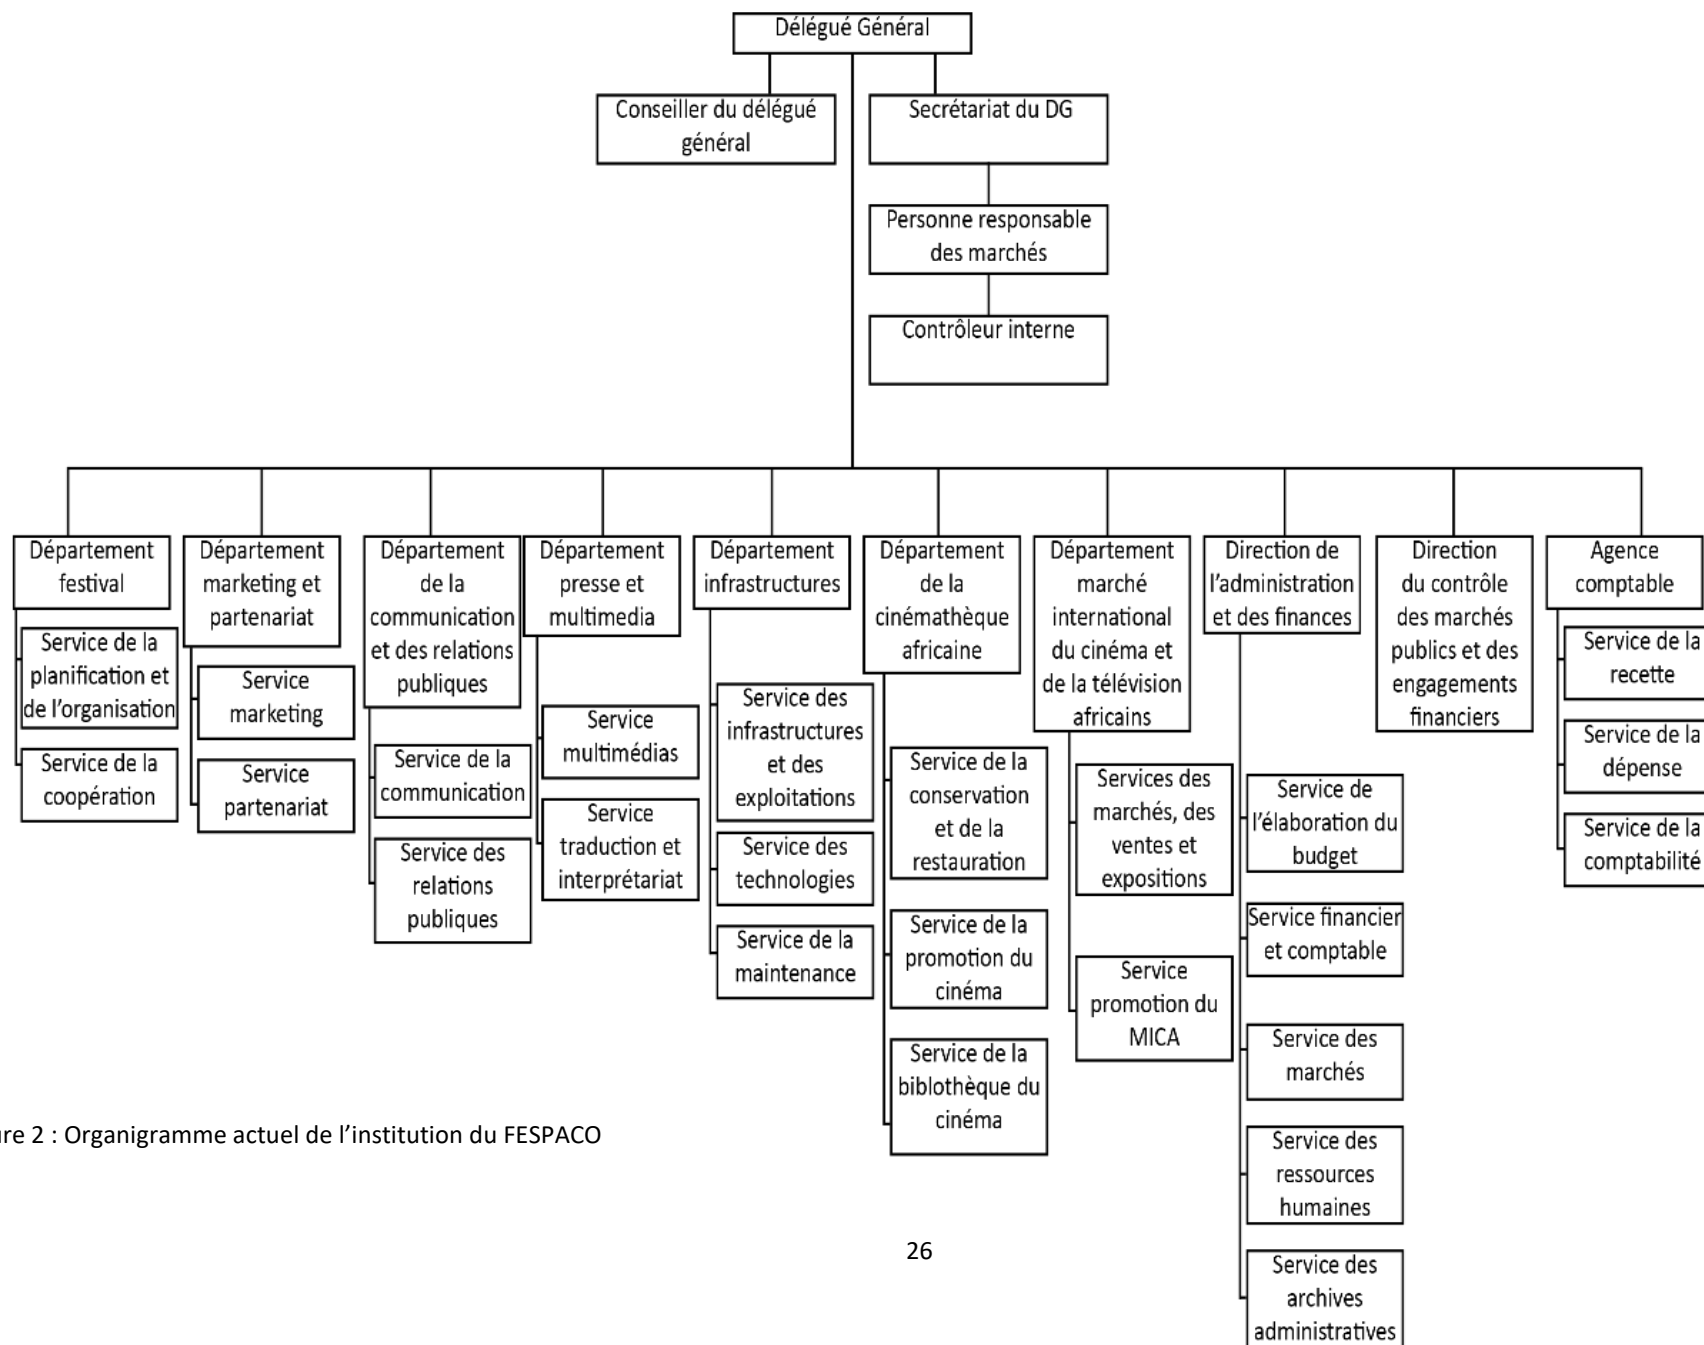 Délégué Général
Conseiller du délégué
général
Secrétariat du DG
Personne responsable
des marchés
Contrôleur interne
Département
festival
Service de la
planification et
de l'organisation
Service de la
coopération
Département
marketing et
partenariat
Service
marketing
Service
partenariat
Département
de la
communication
et des relations
publiques
Service de la
communication
Service des
relations
publiques
Département
presse et
multimedia
Service
multimédias
Service
traduction et
interprétariat
Département
infrastructures
Service des
infrastructures
et des
exploitations
Service des
technologies
Service de la
maintenance
Département
de la
cinémathèque
africaine
Service de la
conservation
et de la
restauration
Service de la
promotion du
cinéma
Service de la
biblothèque du
cinéma
Département
marché
international
du cinéma et
de la télévision
africains
Services des
marchés, des
ventes et
expositions
Service
promotion du
MICA
Direction de
l'administration
et des finances
Service de
l'élaboration du
budget
Service financier
et comptable
Service des
marchés
Service des
ressources
humaines
Service des
archives
administratives
Direction
du contrôle
des marchés
publics et des
engagements
financiers
Agence
comptable
Service de la
recette
Service de la
dépense
Service de la
comptabilité
ure 2 : Organigramme actuel de l'institution du FESPACO
26